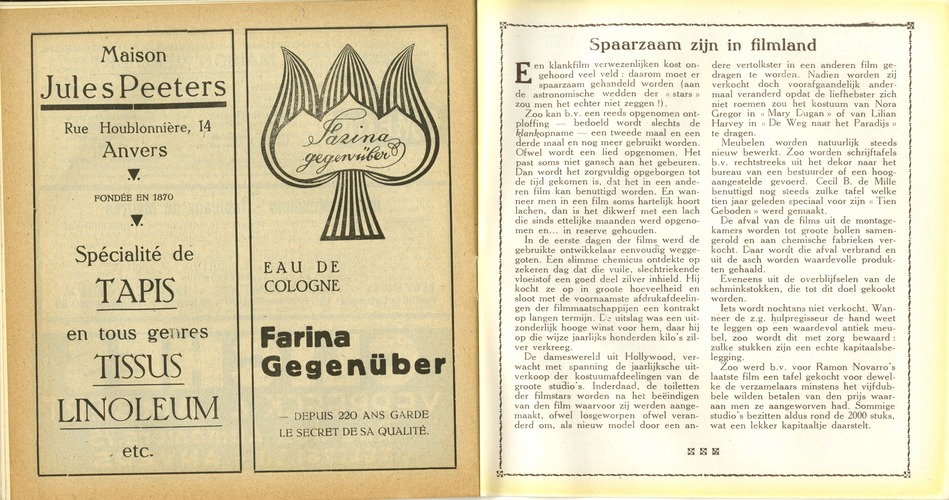 Maison
Jules Peeters
Rue Houblonnière, 14
Anvers
FONDÉE EN 1870
Spécialité de
TAPIS
en tous genres
TISSUS
LINOLEUM
etc.
Farina
gegenüber
EAU DE
COLOGNE
Farina
Gegenüber
— DEPUIS 220 ANS GARDE
LE SECRET DE SA QUALITÉ.
Spaarzaam zijn in filmland
Een klankfilm verwezenlijken kost on-
gehoord veel veld : daarom moet er
spaarzaam gehandeld worden (aan
de astronomische wedden der « stars »
zou men het echter niet zeggen !).
Zoo kan b.v. een reeds opgenomen ont-
ploffing — bedoeld wordt slechts de
klankopname — een tweede maal en een
derde maal en nog meer gebruikt worden.
Ofwel wordt een lied opgenomen. Het
past soms niet gansch aan het gebeuren.
Dan wordt het zorgvuldig opgeborgen tot
de tijd gekomen is, dat het in een ande-
ren film kan benuttigd worden. En wan-
neer men in een film soms hartelijk hoort
lachen, dan is het dikwerf met een lach
die sinds ettelijke maanden werd opgeno-
men en... in reserve gehouden.
In de eerste dagen der films werd de
gebruikte ontwikkelaar eenvoudig wegge-
goten. Een slimme chemicus ontdekte op
zekeren dag dat die vuile, slechtriekende
vloeistof een goed deel zilver inhield. Hij
kocht ze op in groote hoeveelheid en
sloot met de voornaamste afdrukafdeelin-
gen der filmmaatschappijen een kontrakt
op langen termijn. De uitslag was een uit-
zonderlijk hooge winst voor hem, daar hij
op die wijze jaarlijks honderden kilo's zil-
ver verkreeg.
De dameswereld uit Hollywood, ver-
wacht met spanning de jaarlijksche uit-
verkoop der kostuumafdeelingen van de
groote studio's. Inderdaad, de toiletten
der filmstars worden na het beëindigen
van den film waarvoor zij werden aange-
maakt, ofwel losgeworpen ofwel veran-
derd om, als nieuw model door een an-
dere vertolkster in een anderen film ge-
dragen te worden. Nadien worden zij
verkocht doch voorafgaandelijk ander-
maal veranderd opdat de liefhebster zich
niet roemen zou het kostuum van Nora
Gregor in « Mary Dugan » of van Lilian
Harvey in « De Weg naar het Paradijs »
te dragen.
Meubelen worden natuurlijk steeds
nieuw bewerkt. Zoo worden schrijftafels
b.v. rechtstreeks uit het dekor naar het
bureau van een bestuurder of een hoog-
aangestelde gevoerd. Cecil B. de Mille
benuttigd nog steeds zulke tafel welke
tien jaar geleden speciaal voor zijn « Tien
Geboden » werd gemaakt.
De afval van de films uit de montage-
kamers worden tot groote bollen samen-
gerold en aan chemische fabrieken ver-
kocht. Daar wordt die afval verbrand en
uit de asch worden waardevolle produk-
ten gehaald.
Eveneens uit de overblijfselen van de
schminkstokken, die tot dit doel gekookt
worden.
Iets wordt nochtans niet verkocht. Wan-
neer de z.g. hulpregisseur de hand weet
te leggen op een waardevol antiek meu-
bel, zoo wordt dit met zorg bewaard :
zulke stukken zijn een echte kapitaalsbe-
legging.
Zoo werd b.v. voor Ramon Novarro's
laatste film een tafel gekocht voor dewel-
ke de verzamelaars minstens het vijfdub-
bele wilden betalen van den prijs waar-
aan men ze aangeworven had. Sommige
studio's bezitten aldus rond de 2000 stuks,
wat een lekker kapitaaltje daarstelt.